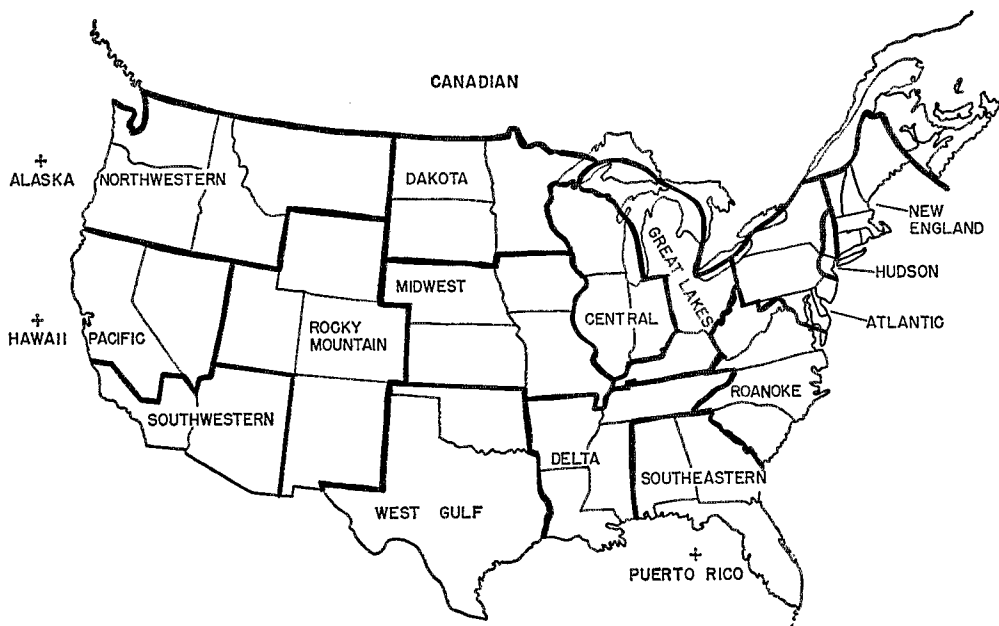 CANADIAN
ALASKA
NORTHWESTERN
DAKOTA
NEW
ENGLAND
GREAT LAKES
HUDSON
MIDWEST
HAWAII
PACIFIC
ROCKY
MOUNTAIN
CENTRAL
ATLANTIC
ROANOKE
SOUTHWESTERN
DELTA
SOUTHEASTERN
WEST GULF
PUERTO RICO